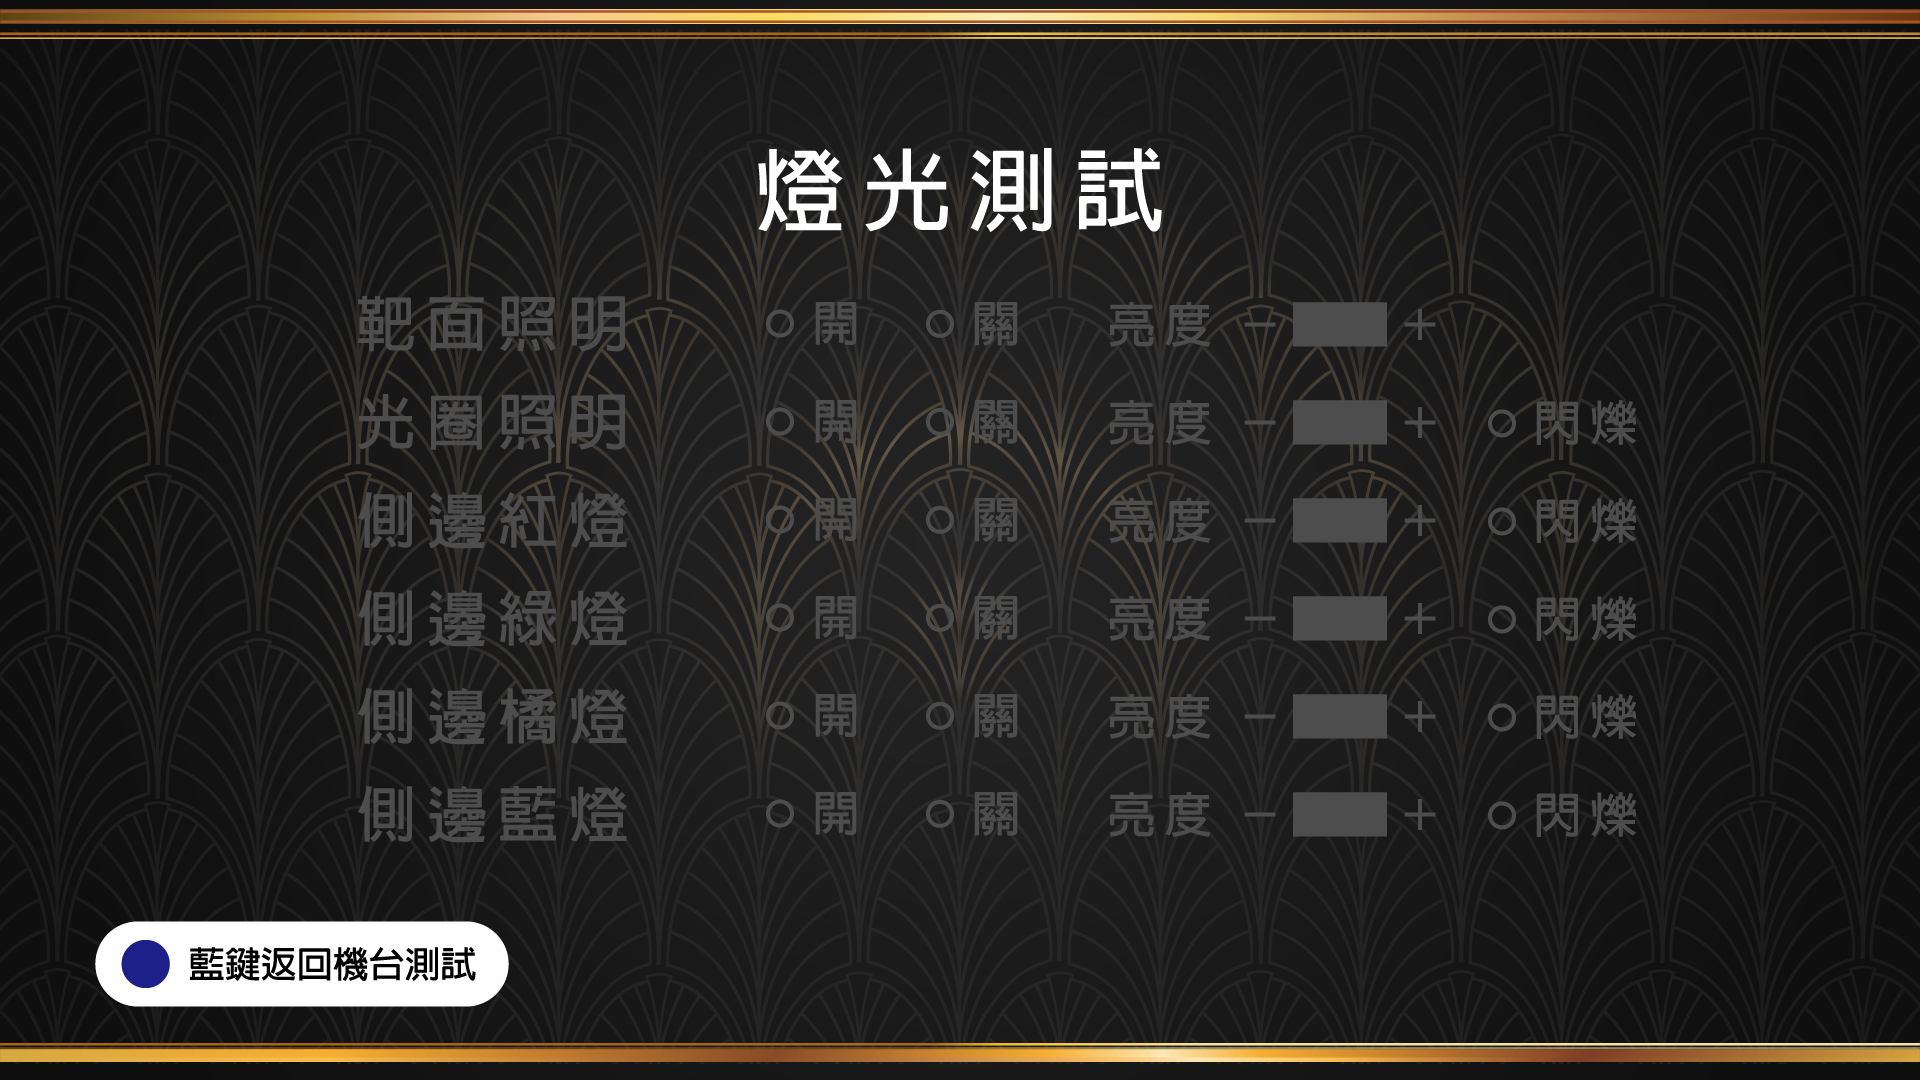 燈光測試
靶面照明 ○ 開 ○ 關 亮度 − +
光圈照明 ○ 開 ○ 關 亮度 − + ○ 閃爍
側邊紅燈 ○ 開 ○ 關 亮度 − + ○ 閃爍
側邊綠燈 ○ 開 ○ 關 亮度 − + ○ 閃爍
側邊橘燈 ○ 開 ○ 關 亮度 − + ○ 閃爍
側邊藍燈 ○ 開 ○ 關 亮度 − + ○ 閃爍
藍鍵返回機台測試